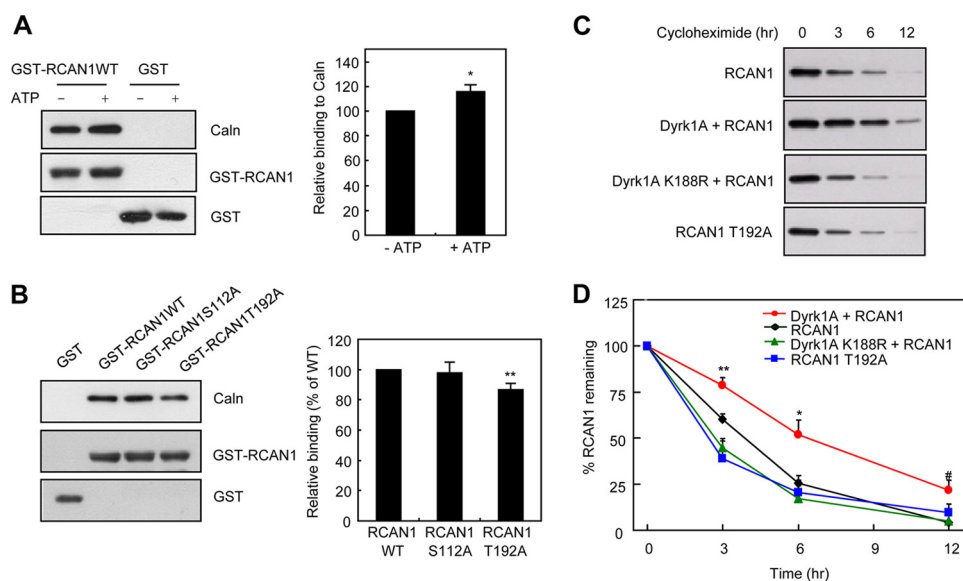 A
GST-RCAN1WT GST
ATP – + – +
Caln
GST-RCAN1
GST
Relative binding to Caln
140
120
100
80
60
40
20
0
*
- ATP + ATP
B
GST
GST-RCAN1WT
GST-RCAN1S112A
GST-RCAN1T192A
Caln
GST-RCAN1
GST
Relative binding (% of WT)
120
100
80
60
40
20
0
**
RCAN1 RCAN1 RCAN1
WT S112A T192A
C
Cycloheximide (hr) 0 3 6 12
RCAN1
Dyrk1A + RCAN1
Dyrk1A K188R + RCAN1
RCAN1 T192A
D
% RCAN1 remaining
125
100
75
50
25
0
Dyrk1A + RCAN1
RCAN1
Dyrk1A K188R + RCAN1
RCAN1 T192A
**
*
#
0 3 6 9 12
Time (hr)